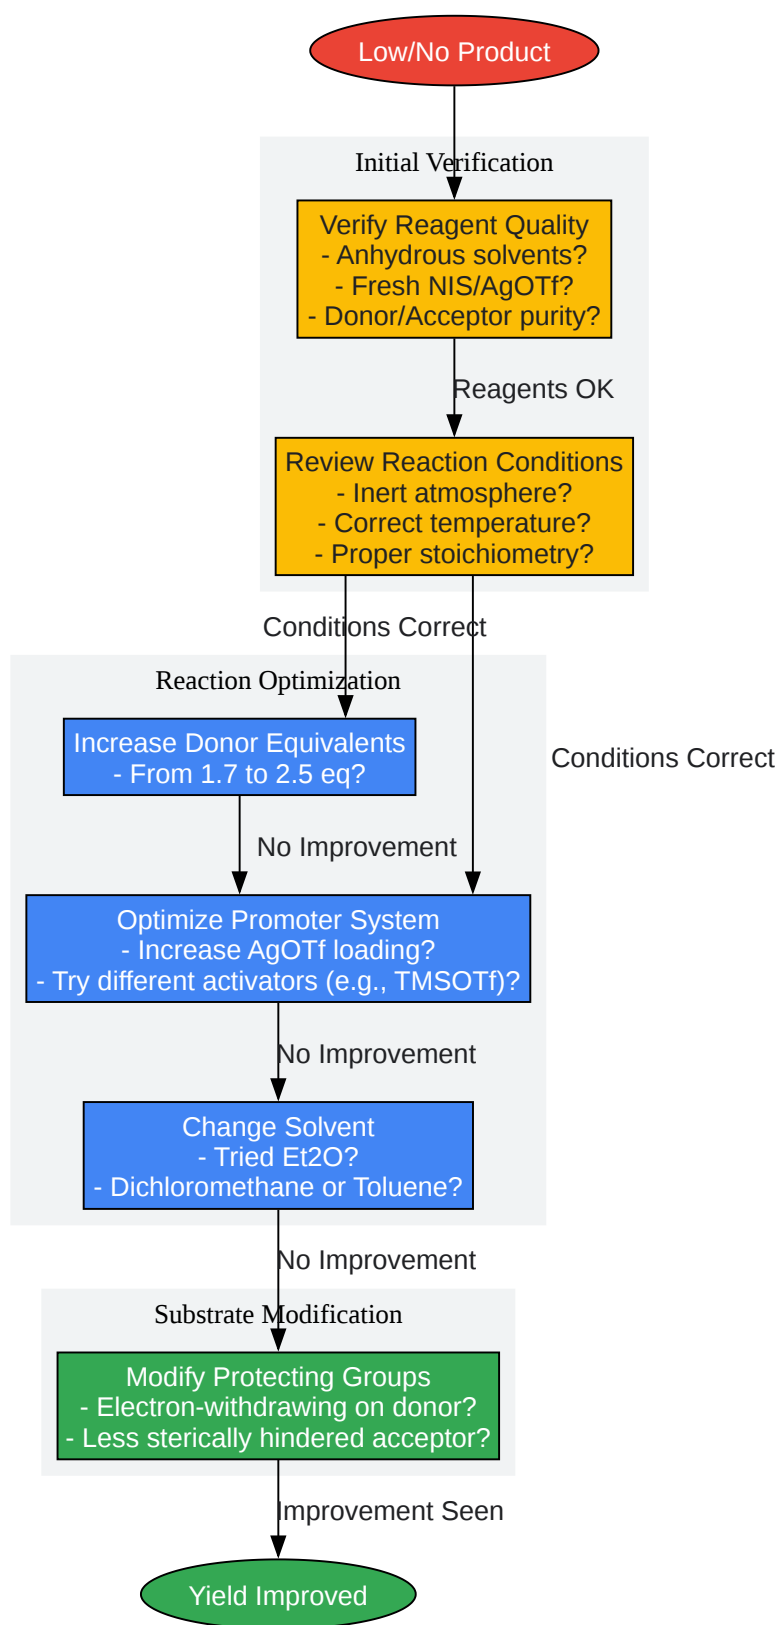 Low/No Product
Initial Verification
Verify Reagent Quality
- Anhydrous solvents?
- Fresh NIS/AgOTf?
- Donor/Acceptor purity?
Reagents OK
Review Reaction Conditions
- Inert atmosphere?
- Correct temperature?
- Proper stoichiometry?
Conditions Correct
Reaction Optimization
Increase Donor Equivalents
- From 1.7 to 2.5 eq?
Conditions Correct
No Improvement
Optimize Promoter System
- Increase AgOTf loading?
- Try different activators (e.g., TMSOTf)?
No Improvement
Change Solvent
- Tried Et2O?
- Dichloromethane or Toluene?
No Improvement
Substrate Modification
Modify Protecting Groups
- Electron-withdrawing on donor?
- Less sterically hindered acceptor?
Improvement Seen
Yield Improved